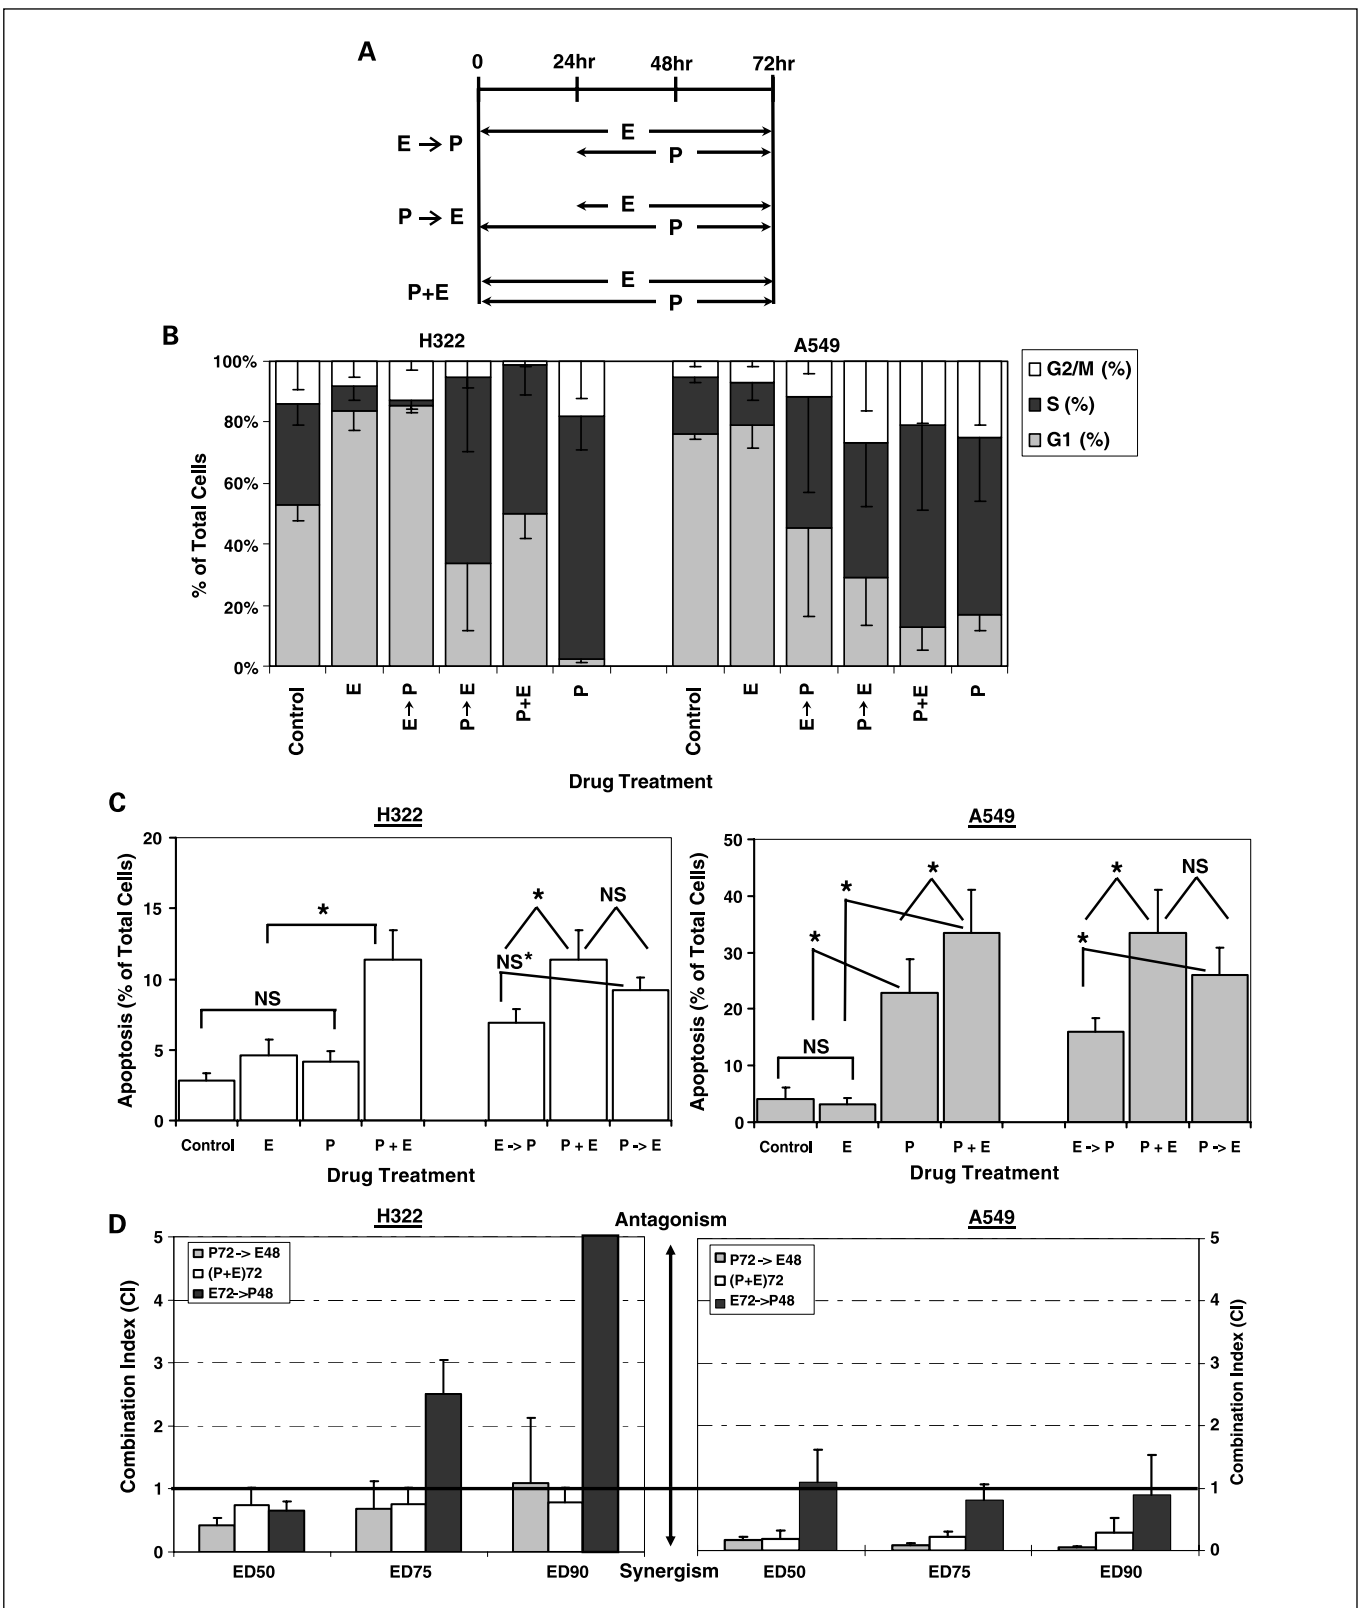 A
0 24hr 48hr 72hr
E → P
E
P
P → E
E
P
P+E
E
P
B
H322 A549
100%
80%
60%
40%
20%
0%
% of Total Cells
G2/M (%)
S (%)
G1 (%)
Control E E→P P→E P+E P Control E E→P P→E P+E P
Drug Treatment
C
H322
20
15
10
5
0
Apoptosis (% of Total Cells)
NS
*
*
NS
NS*
Control E P P + E E -> P P + E P -> E
Drug Treatment
A549
50
40
30
20
10
0
Apoptosis (% of Total Cells)
NS
*
*
*
*
NS
*
Control E P P + E E -> P P + E P -> E
Drug Treatment
D
H322
5
4
3
2
1
0
Combination Index (CI)
P72-> E48
(P+E)72
E72->P48
ED50 ED75 ED90
Antagonism
Synergism
A549
P72-> E48
(P+E)72
E72->P48
5
4
3
2
1
0
Combination Index (CI)
ED50 ED75 ED90